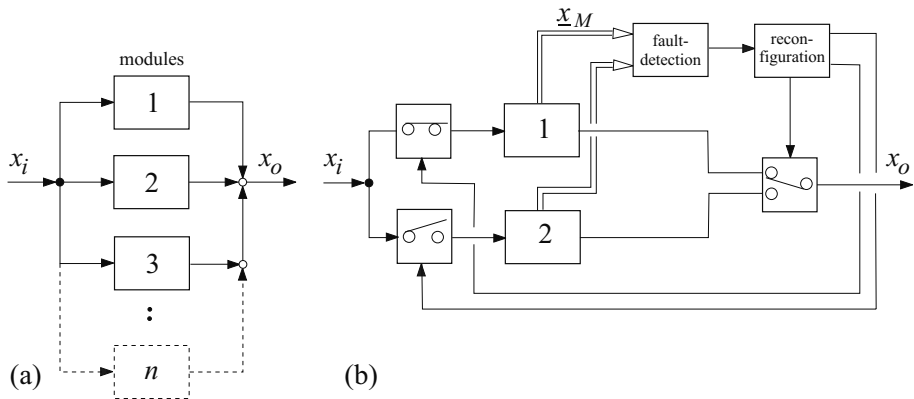 modules
1
x_i
2
x_o
3
⋮
n
(a)
x_M
fault-
detection
recon-
figuration
1
x_i
x_o
2
(b)